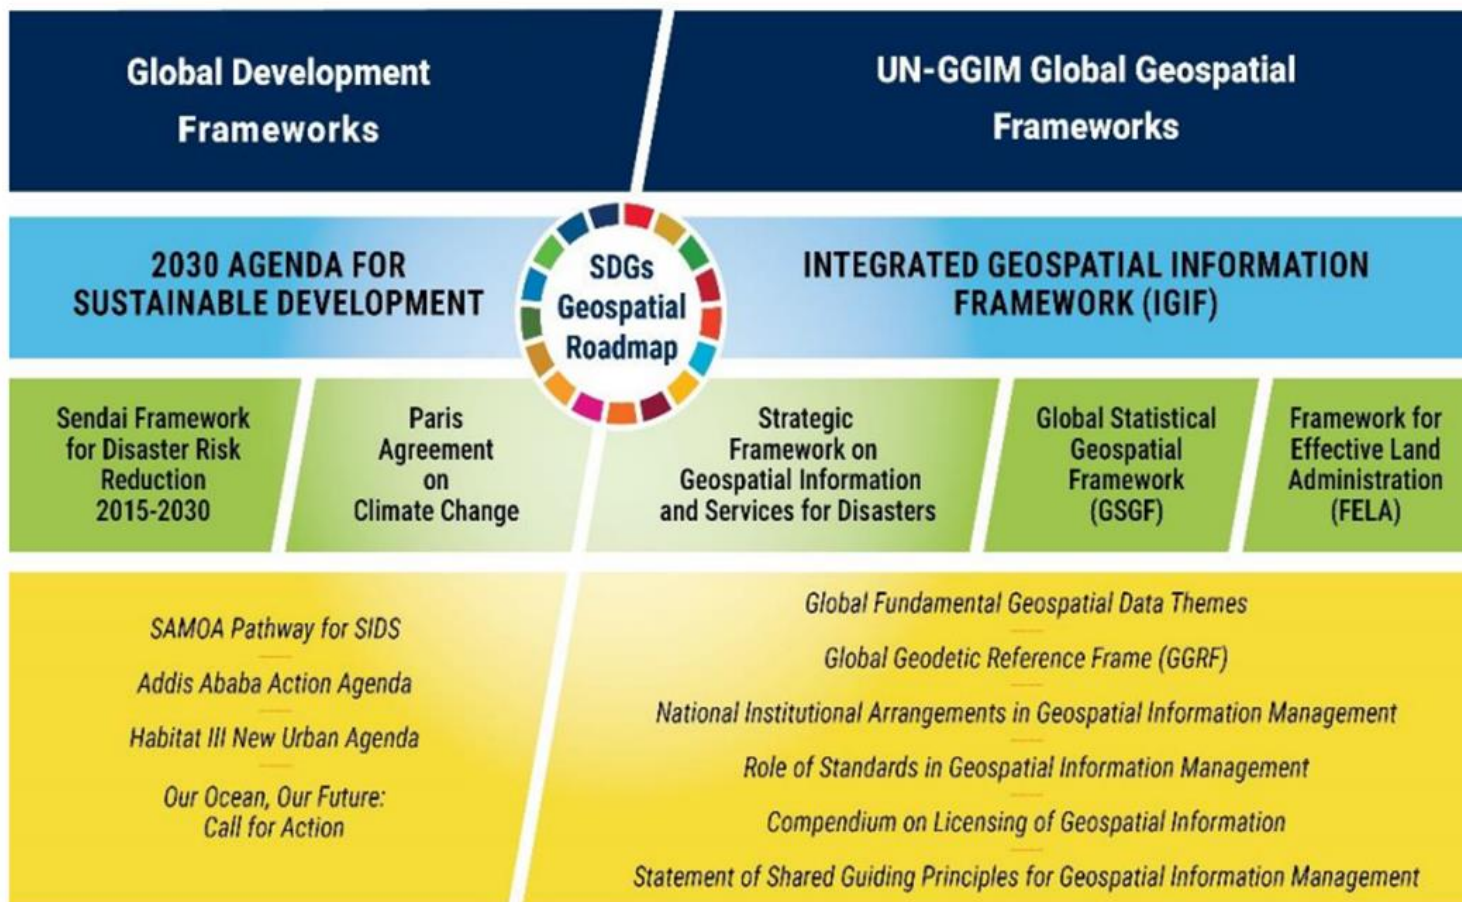 Global Development
Frameworks
UN-GGIM Global Geospatial
Frameworks
2030 AGENDA FOR
SUSTAINABLE DEVELOPMENT
SDGs
Geospatial
Roadmap
INTEGRATED GEOSPATIAL INFORMATION
FRAMEWORK (IGIF)
Sendai Framework
for Disaster Risk
Reduction
2015-2030
Paris
Agreement
on
Climate Change
Strategic
Framework on
Geospatial Information
and Services for Disasters
Global Statistical
Geospatial
Framework
(GSGF)
Framework for
Effective Land
Administration
(FELA)
SAMOA Pathway for SIDS
Addis Ababa Action Agenda
Habitat III New Urban Agenda
Our Ocean, Our Future:
Call for Action
Global Fundamental Geospatial Data Themes
Global Geodetic Reference Frame (GGRF)
National Institutional Arrangements in Geospatial Information Management
Role of Standards in Geospatial Information Management
Compendium on Licensing of Geospatial Information
Statement of Shared Guiding Principles for Geospatial Information Management